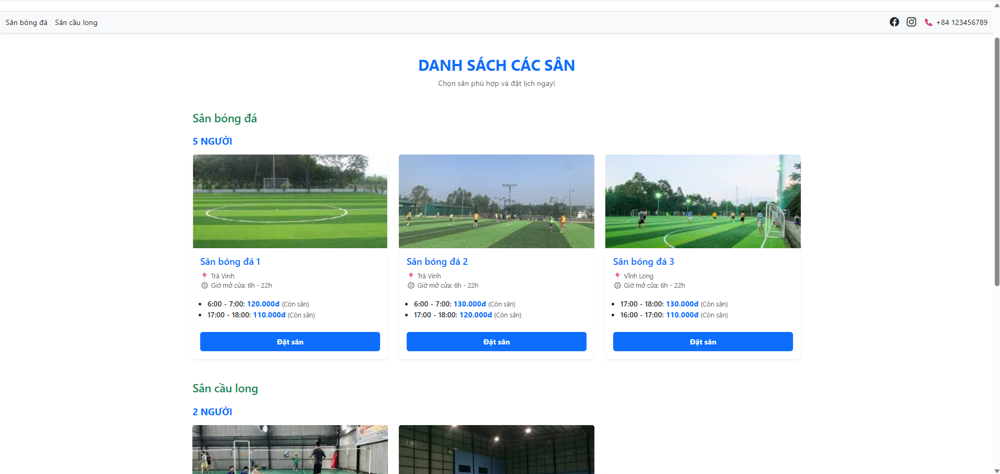 Sân bóng đá Sân cầu long +84 123456789
DANH SÁCH CÁC SÂN
Chọn sân phù hợp và đặt lịch ngay!
Sân bóng đá
5 NGƯỜI
Sân bóng đá 1
Trà Vinh
Giờ mở cửa: 6h - 22h
6:00 - 7:00: 120.000đ (Còn sân)
17:00 - 18:00: 110.000đ (Còn sân)
Đặt sân
Sân bóng đá 2
Trà Vinh
Giờ mở cửa: 6h - 22h
6:00 - 7:00: 130.000đ (Còn sân)
17:00 - 18:00: 120.000đ (Còn sân)
Đặt sân
Sân bóng đá 3
Vĩnh Long
Giờ mở cửa: 6h - 22h
17:00 - 18:00: 130.000đ (Còn sân)
16:00 - 17:00: 110.000đ (Còn sân)
Đặt sân
Sân cầu long
2 NGƯỜI